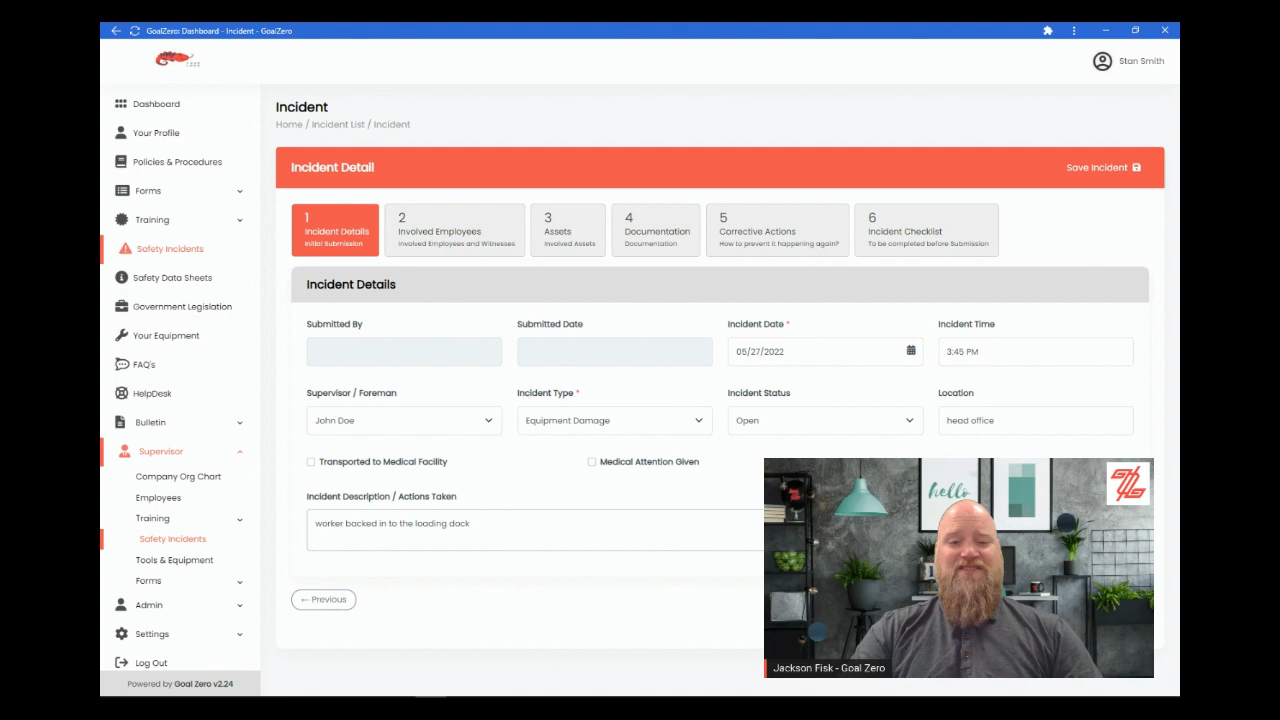 GoalZero: Dashboard - Incident - GoalZero
Stan Smith
Dashboard
Your Profile
Policies & Procedures
Forms
Training
Safety Incidents
Safety Data Sheets
Government Legislation
Your Equipment
FAQ's
HelpDesk
Bulletin
Supervisor
Company Org Chart
Employees
Training
Safety Incidents
Tools & Equipment
Forms
Admin
Settings
Log Out
Powered by Goal Zero v2.24
Incident
Home / Incident List / Incident
Incident Detail
Save Incident
1
Incident Details
Initial Submission
2
Involved Employees
Involved Employees and Witnesses
3
Assets
Involved Assets
4
Documentation
Documentation
5
Corrective Actions
How to prevent it happening again?
6
Incident Checklist
To be completed before Submission
Incident Details
Submitted By
Submitted Date
Incident Date *
05/27/2022
Incident Time
3:45 PM
Supervisor / Foreman
John Doe
Incident Type *
Equipment Damage
Incident Status
Open
Location
head office
Transported to Medical Facility
Medical Attention Given
Incident Description / Actions Taken
worker backed in to the loading dock
← Previous
hello
Jackson Fisk - Goal Zero